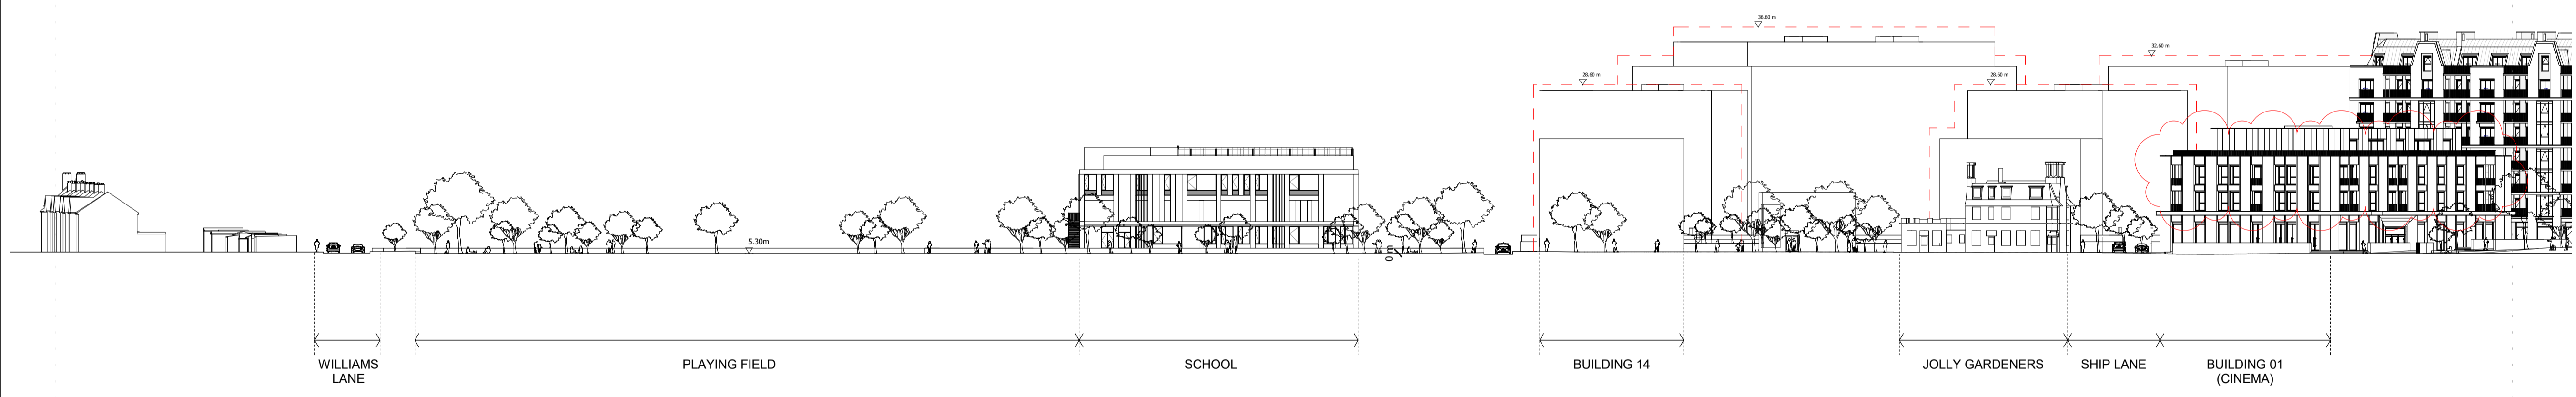 36.60 m
32.60 m
28.60 m
28.60 m
5.30m
0 m
WILLIAMS
LANE
PLAYING FIELD
SCHOOL
BUILDING 14
JOLLY GARDENERS
SHIP LANE
BUILDING 01
(CINEMA)